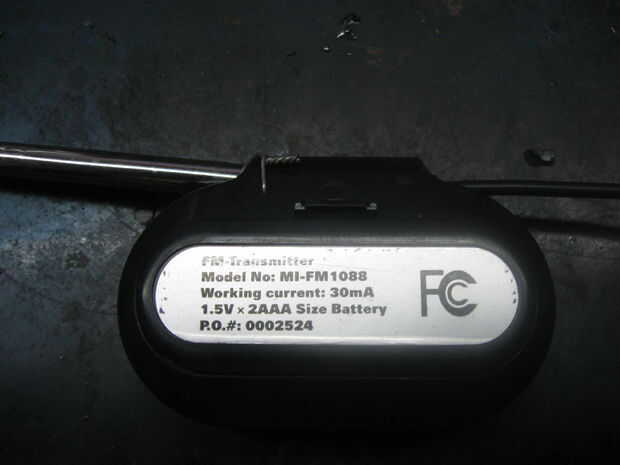 FM-Transmitter
Model No: MI-FM1088
Working current: 30mA
1.5V × 2AAA Size Battery
P.O.#: 0002524
FC